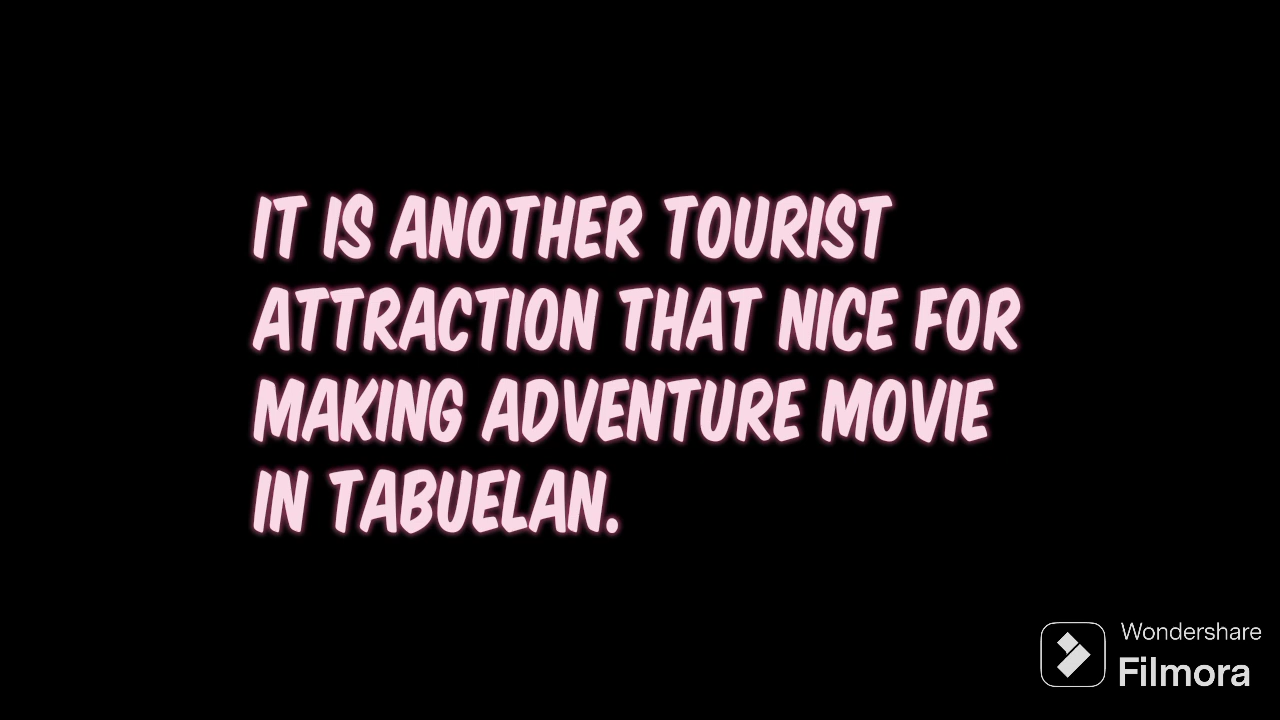 IT IS ANOTHER TOURIST
ATTRACTION THAT NICE FOR
MAKING ADVENTURE MOVIE
IN TABUELAN.
Wondershare
Filmora